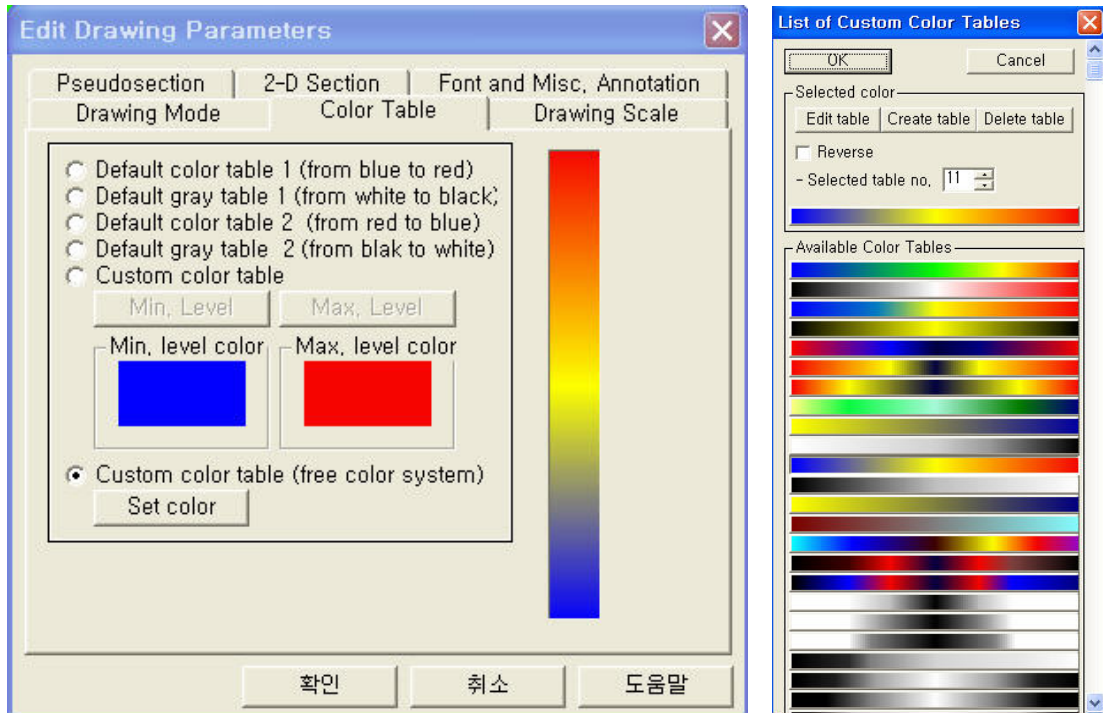 Edit Drawing Parameters
Pseudosection
2-D Section
Font and Misc, Annotation
Drawing Mode
Color Table
Drawing Scale
Default color table 1 (from blue to red)
Default gray table 1 (from white to black)
Default color table 2 (from red to blue)
Default gray table 2 (from blak to white)
Custom color table
Min, Level
Max, Level
Min, level color
Max, level color
Custom color table (free color system)
Set color
확인
취소
도움말
List of Custom Color Tables
OK
Cancel
Selected color
Edit table
Create table
Delete table
Reverse
- Selected table no, 11
Available Color Tables